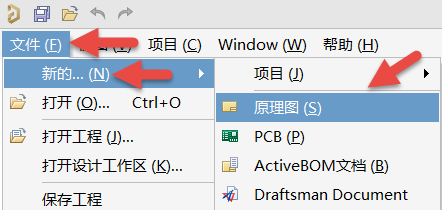 文件 (F) (V) 项目 (C) Window (W) 帮助 (H)
新的... (N)
打开 (O)... Ctrl+O
打开工程 (J)...
打开设计工作区 (K)...
保存工程
项目 (J)
原理图 (S)
PCB (P)
ActiveBOM文档 (B)
Draftsman Document